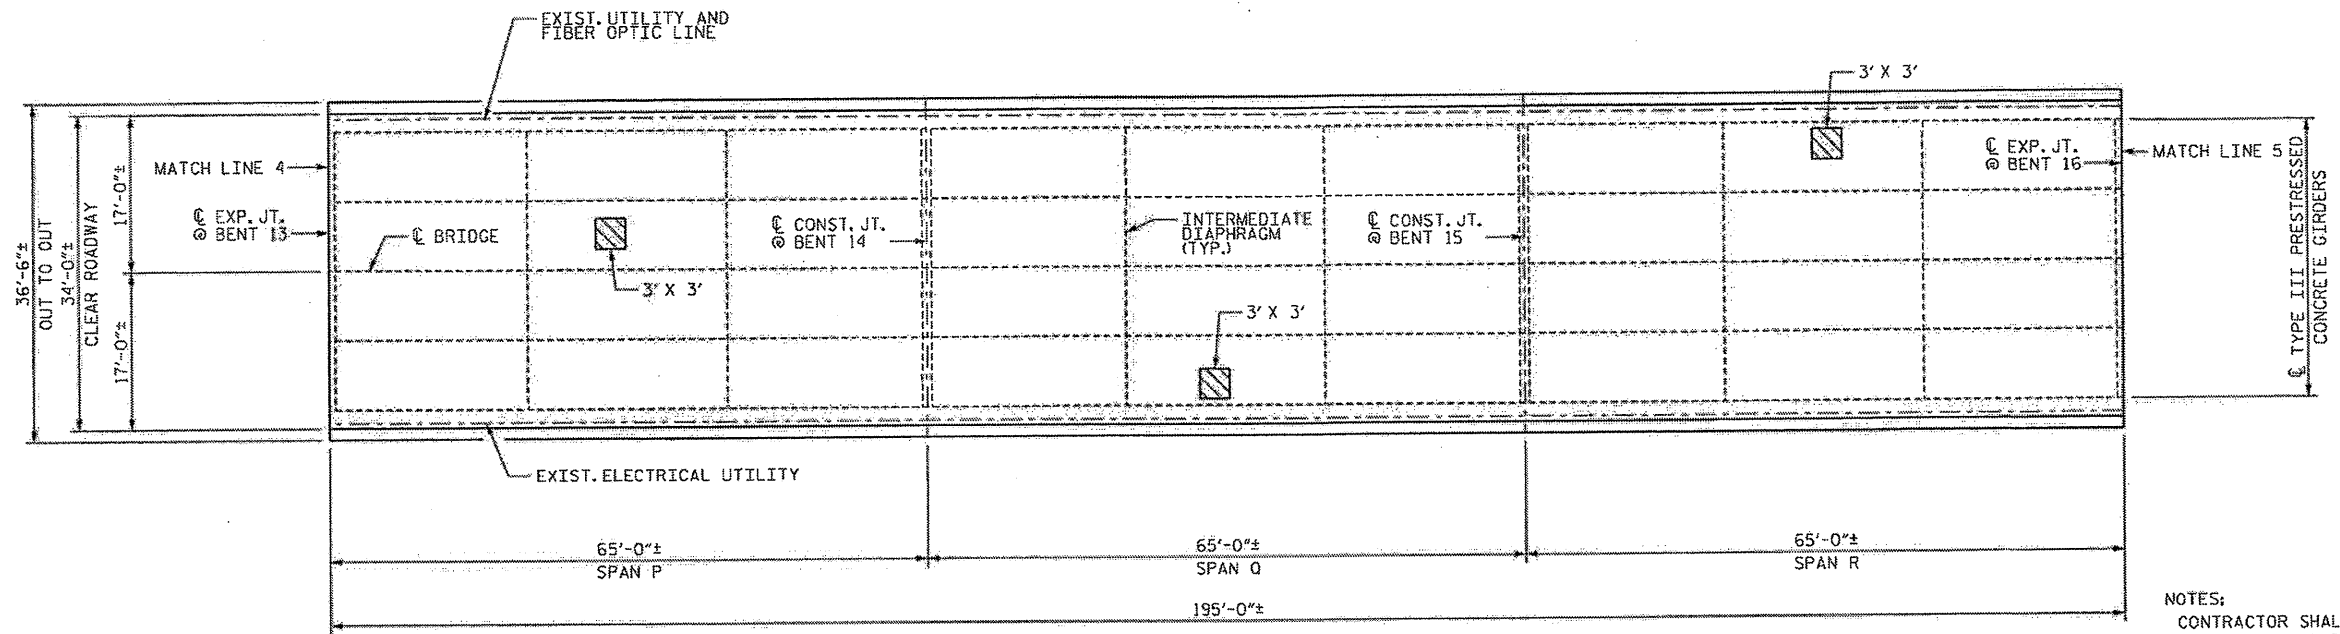 EXIST. UTILITY AND
FIBER OPTIC LINE
3' X 3'
MATCH LINE 4
℄ EXP. JT.
@ BENT 13
℄ BRIDGE
3' X 3'
℄ CONST. JT.
@ BENT 14
INTERMEDIATE
DIAPHRAGM
(TYP.)
3' X 3'
℄ CONST. JT.
@ BENT 15
℄ EXP. JT.
@ BENT 16
MATCH LINE 5
℄ TYPE III PRESTRESSED
CONCRETE GIRDERS
36'-6"±
OUT TO OUT
34'-0"±
CLEAR ROADWAY
17'-0"±
17'-0"±
EXIST. ELECTRICAL UTILITY
65'-0"±
SPAN P
65'-0"±
SPAN Q
65'-0"±
SPAN R
195'-0"±
NOTES:
CONTRACTOR SHAL